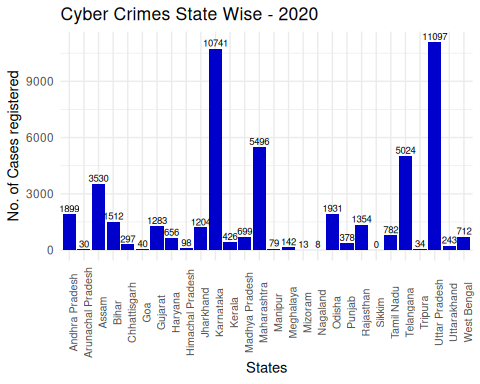 Cyber Crimes State Wise - 2020
No. of Cases registered
9000
6000
3000
0
1899
30
3530
1512
297
40
1283
656
98
1204
10741
426
699
5496
79
142
13
8
1931
378
1354
0
782
5024
34
11097
243
712
Andhra Pradesh
Arunachal Pradesh
Assam
Bihar
Chhattisgarh
Goa
Gujarat
Haryana
Himachal Pradesh
Jharkhand
Karnataka
Kerala
Madhya Pradesh
Maharashtra
Manipur
Meghalaya
Mizoram
Nagaland
Odisha
Punjab
Rajasthan
Sikkim
Tamil Nadu
Telangana
Tripura
Uttar Pradesh
Uttarakhand
West Bengal
States